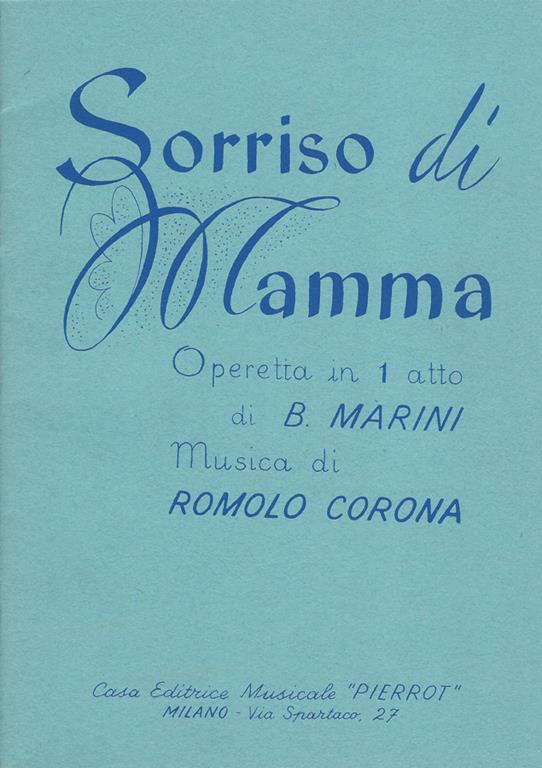 Sorriso di
Mamma
Operetta in 1 atto
di B. MARINI
Musica di
ROMOLO CORONA
Casa Editrice Musicale "PIERROT"
MILANO - Via Spartaco, 27